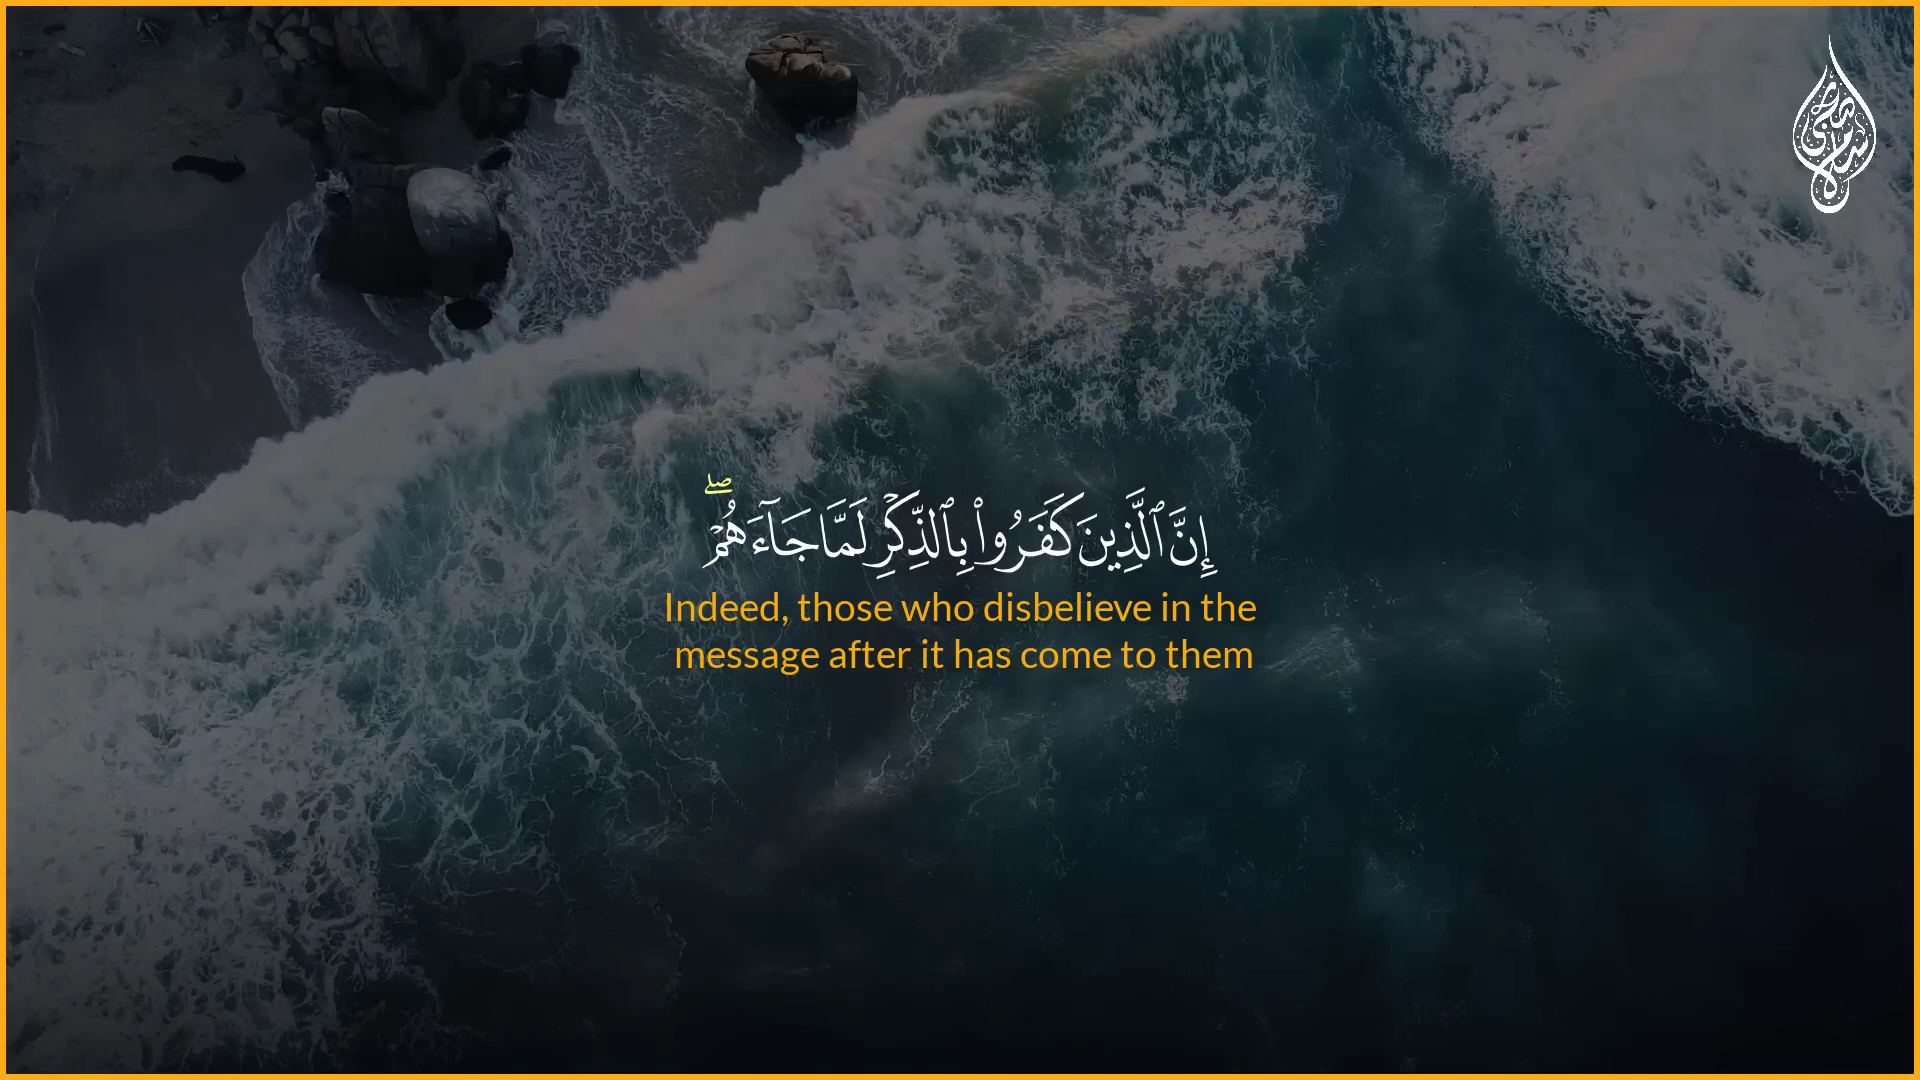 إِنَّ ٱلَّذِينَ كَفَرُوا۟ بِٱلذِّكْرِ لَمَّا جَآءَهُمْ ۖ
Indeed, those who disbelieve in the
message after it has come to them